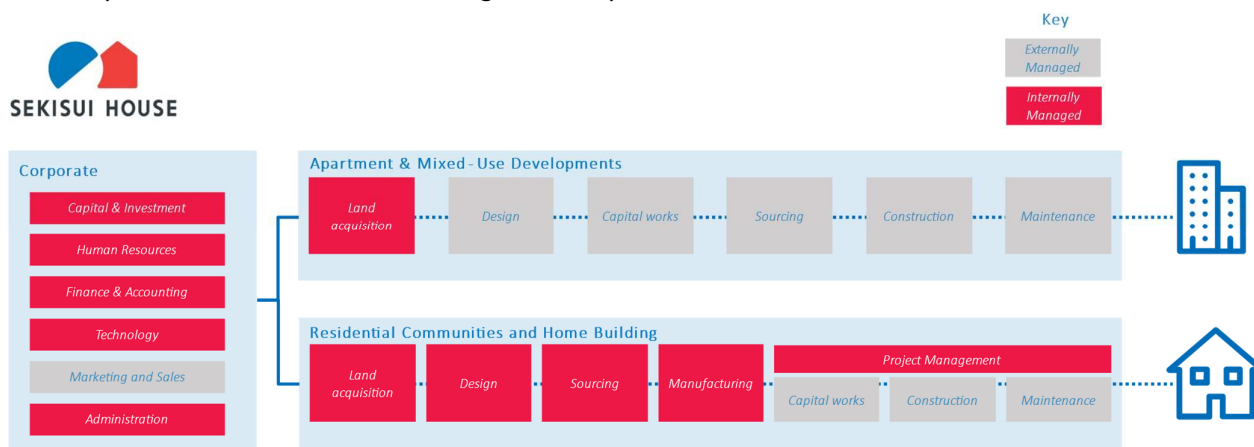 Key
Externally
Managed
Internally
Managed
SEKISUI HOUSE
Corporate
Capital & Investment
Human Resources
Finance & Accounting
Technology
Marketing and Sales
Administration
Apartment & Mixed-Use Developments
Land
acquisition
Design
Capital works
Sourcing
Construction
Maintenance
Residential Communities and Home Building
Land
acquisition
Design
Sourcing
Manufacturing
Project Management
Capital works
Construction
Maintenance